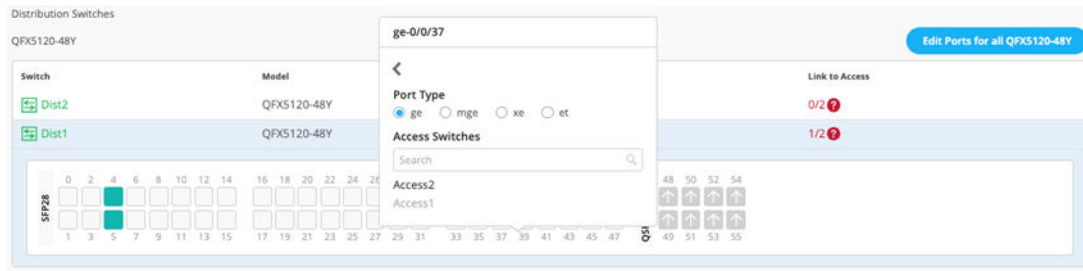 Distribution Switches
QFX5120-48Y
Edit Ports for all QFX5120-48Y
ge-0/0/37
Port Type
ge mge xe et
Access Switches
Search
Access2
Access1
Switch Model Link to Access
Dist2 QFX5120-48Y 0/2 ?
Dist1 QFX5120-48Y 1/2 ?
0 2 4 6 8 10 12 14 16 18 20 22 24 48 50 52 54
SFP28
1 3 5 7 9 11 13 15 17 19 21 23 25 27 29 31 33 35 37 39 41 43 45 47 49 51 53 55